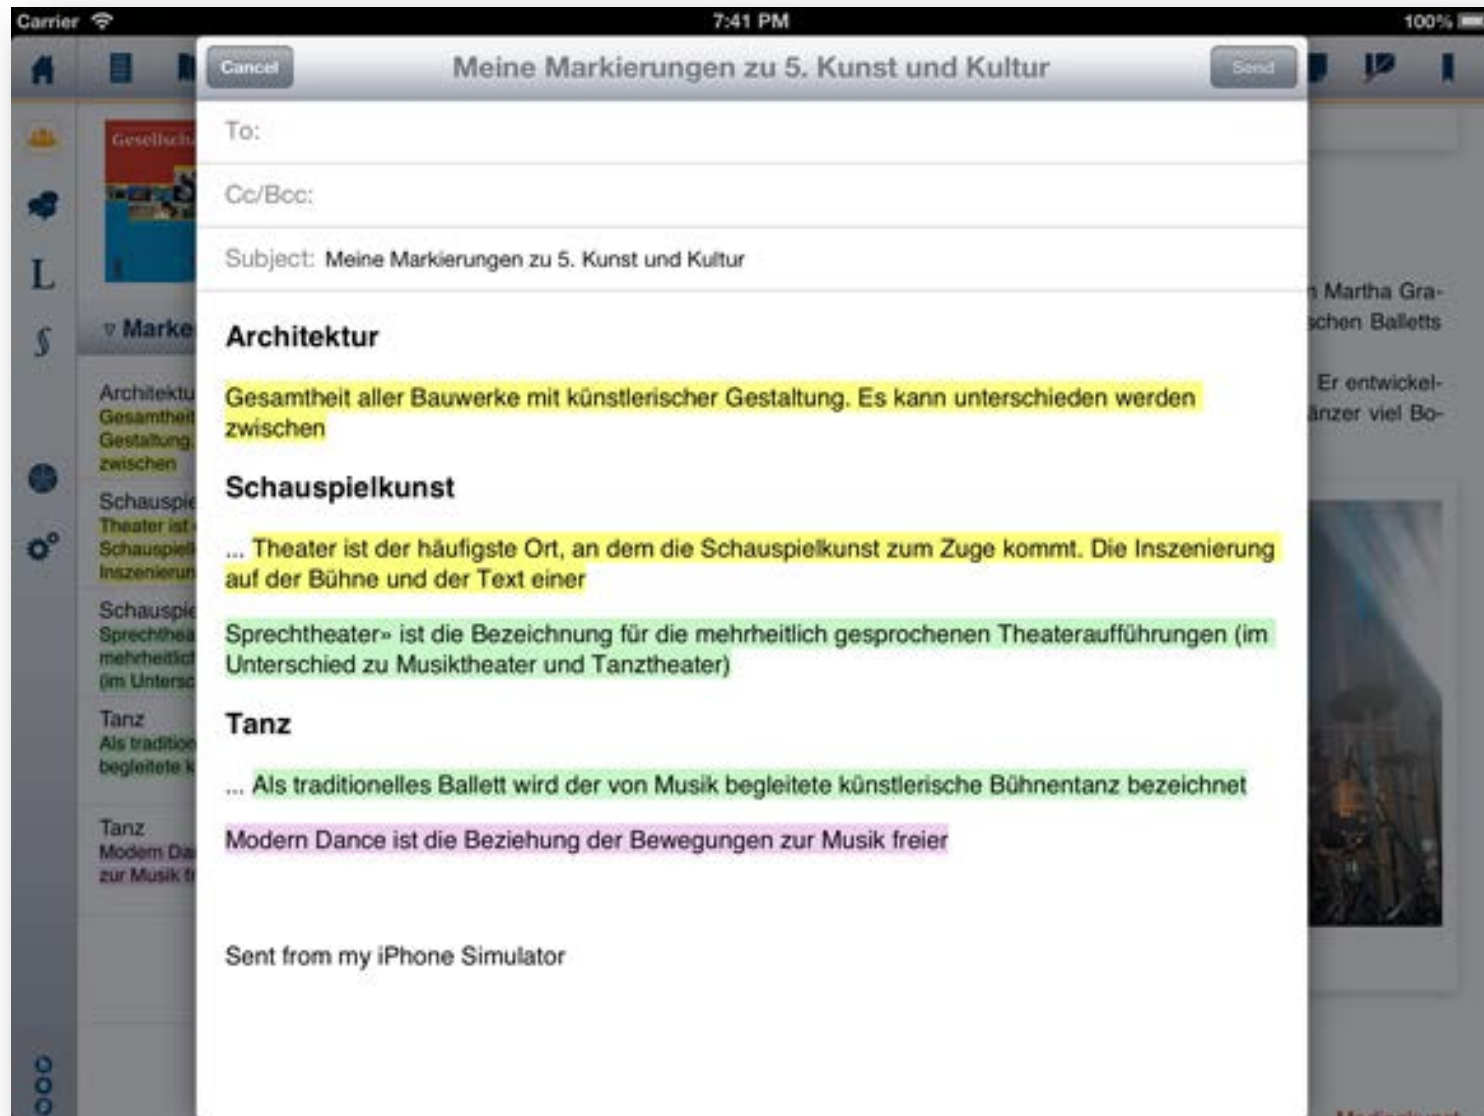 Carrier 7:41 PM 100%
Cancel Meine Markierungen zu 5. Kunst und Kultur Send
To:
Cc/Bcc:
Subject: Meine Markierungen zu 5. Kunst und Kultur
Architektur
Gesamtheit aller Bauwerke mit künstlerischer Gestaltung. Es kann unterschieden werden
zwischen
Schauspielkunst
... Theater ist der häufigste Ort, an dem die Schauspielkunst zum Zuge kommt. Die Inszenierung
auf der Bühne und der Text einer
Sprechtheater» ist die Bezeichnung für die mehrheitlich gesprochenen Theateraufführungen (im
Unterschied zu Musiktheater und Tanztheater)
Tanz
... Als traditionelles Ballett wird der von Musik begleitete künstlerische Bühnentanz bezeichnet
Modern Dance ist die Beziehung der Bewegungen zur Musik freier
Sent from my iPhone Simulator
Gesellscha
L
S
Marke
Architektu
Gesamtheit
Gestaltung.
zwischen
Schauspie
Theater ist
Schauspiel
Inszenierun
Schauspie
Sprechthea
mehrheitlich
(im Untersc
Tanz
Als tradition
begleitete k
Tanz
Modern Da
zur Musik fr
n Martha Gra-
schen Balletts
Er entwickel-
änzer viel Bo-